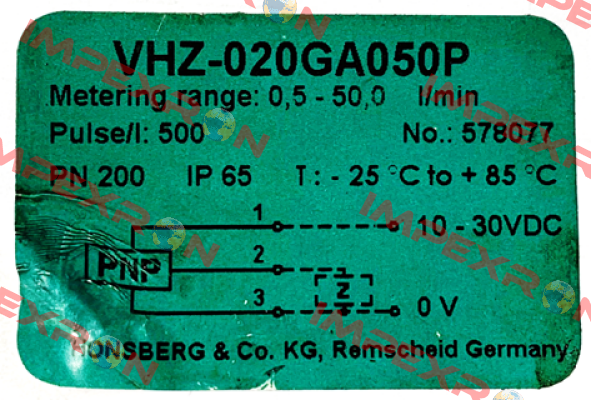 VHZ-020GA050P
Metering range: 0,5 - 50,0 l/min
Pulse/l: 500 No.: 578077
PN 200 IP 65 T : - 25 °C to + 85 °C
1 10 - 30VDC
PNP 2
Z
3 0 V
HONSBERG & Co. KG, Remscheid Germany
IMPEXRON